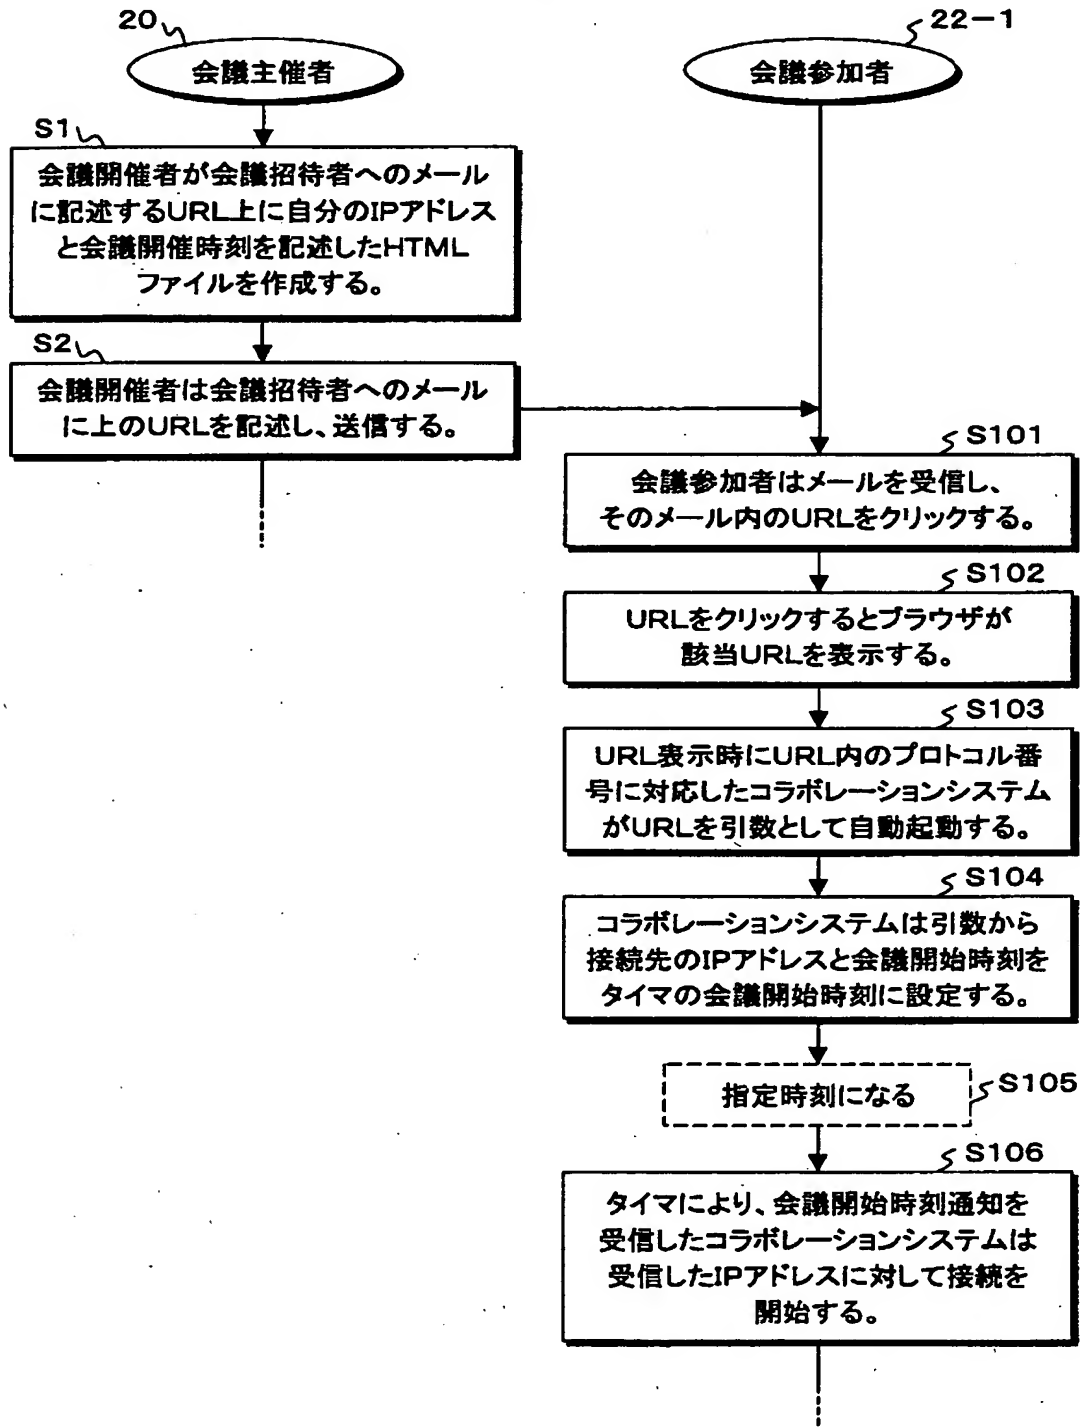 20
会議主催者
S1
会議開催者が会議招待者へのメール
に記述するURL上に自分のIPアドレス
と会議開催時刻を記述したHTML
ファイルを作成する。
S2
会議開催者は会議招待者へのメール
に上のURLを記述し、送信する。
22-1
会議参加者
S101
会議参加者はメールを受信し、
そのメール内のURLをクリックする。
S102
URLをクリックするとブラウザが
該当URLを表示する。
S103
URL表示時にURL内のプロトコル番
号に対応したコラボレーションシステム
がURLを引数として自動起動する。
S104
コラボレーションシステムは引数から
接続先のIPアドレスと会議開始時刻を
タイマの会議開始時刻に設定する。
指定時刻になる
S105
S106
タイマにより、会議開始時刻通知を
受信したコラボレーションシステムは
受信したIPアドレスに対して接続を
開始する。